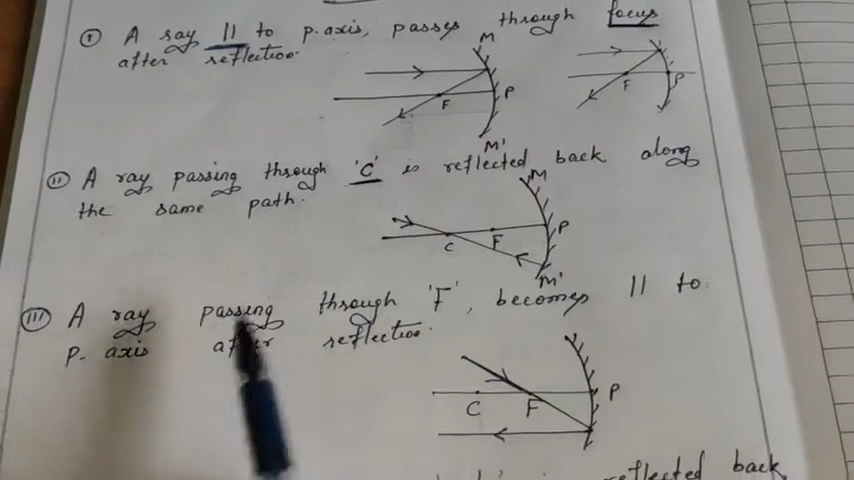 (I) A ray || to p.axis, passes through focus
after reflection.
M
F
P
M'
F
P
(II) A ray passing through 'C' is reflected back along
the same path.
M
C
F
P
M'
(III) A ray passing through 'F', becomes || to
P. axis after reflection.
C
F
P
reflected back